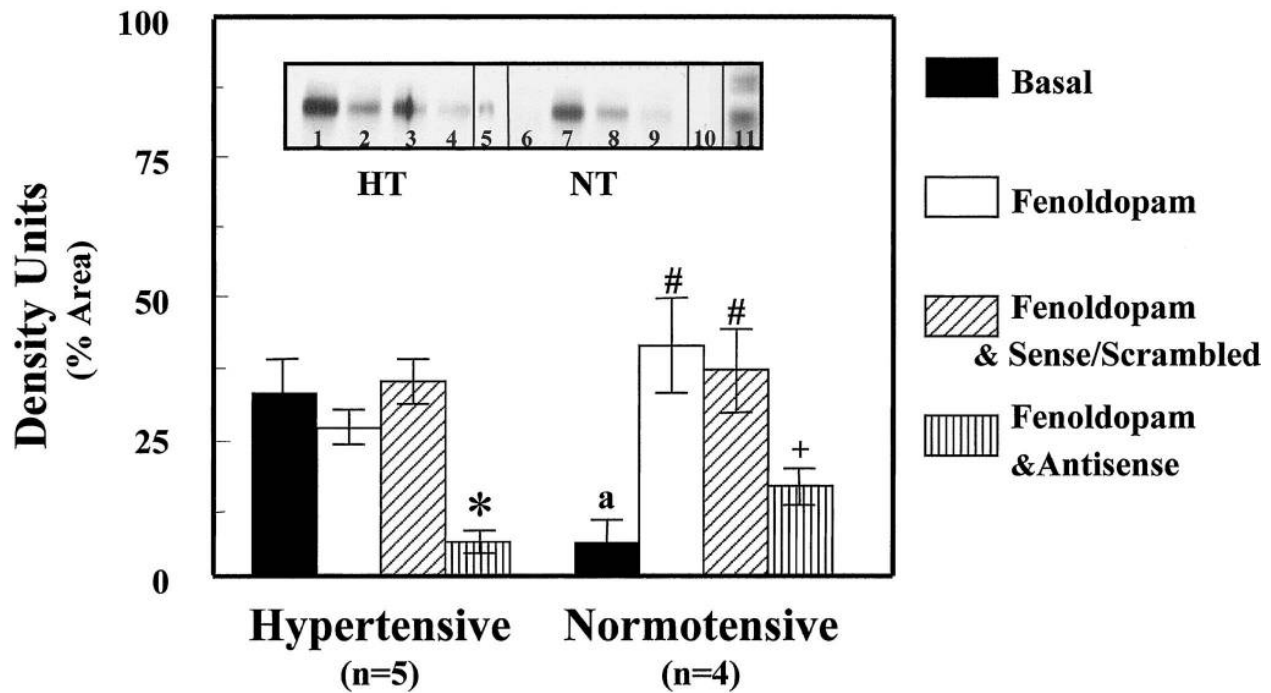 100
75
50
25
0
Density Units
(% Area)
1 2 3 4 5 6 7 8 9 10 11
HT NT
*
a
#
#
+
Hypertensive
(n=5)
Normotensive
(n=4)
Basal
Fenoldopam
Fenoldopam
& Sense/Scrambled
Fenoldopam
&Antisense